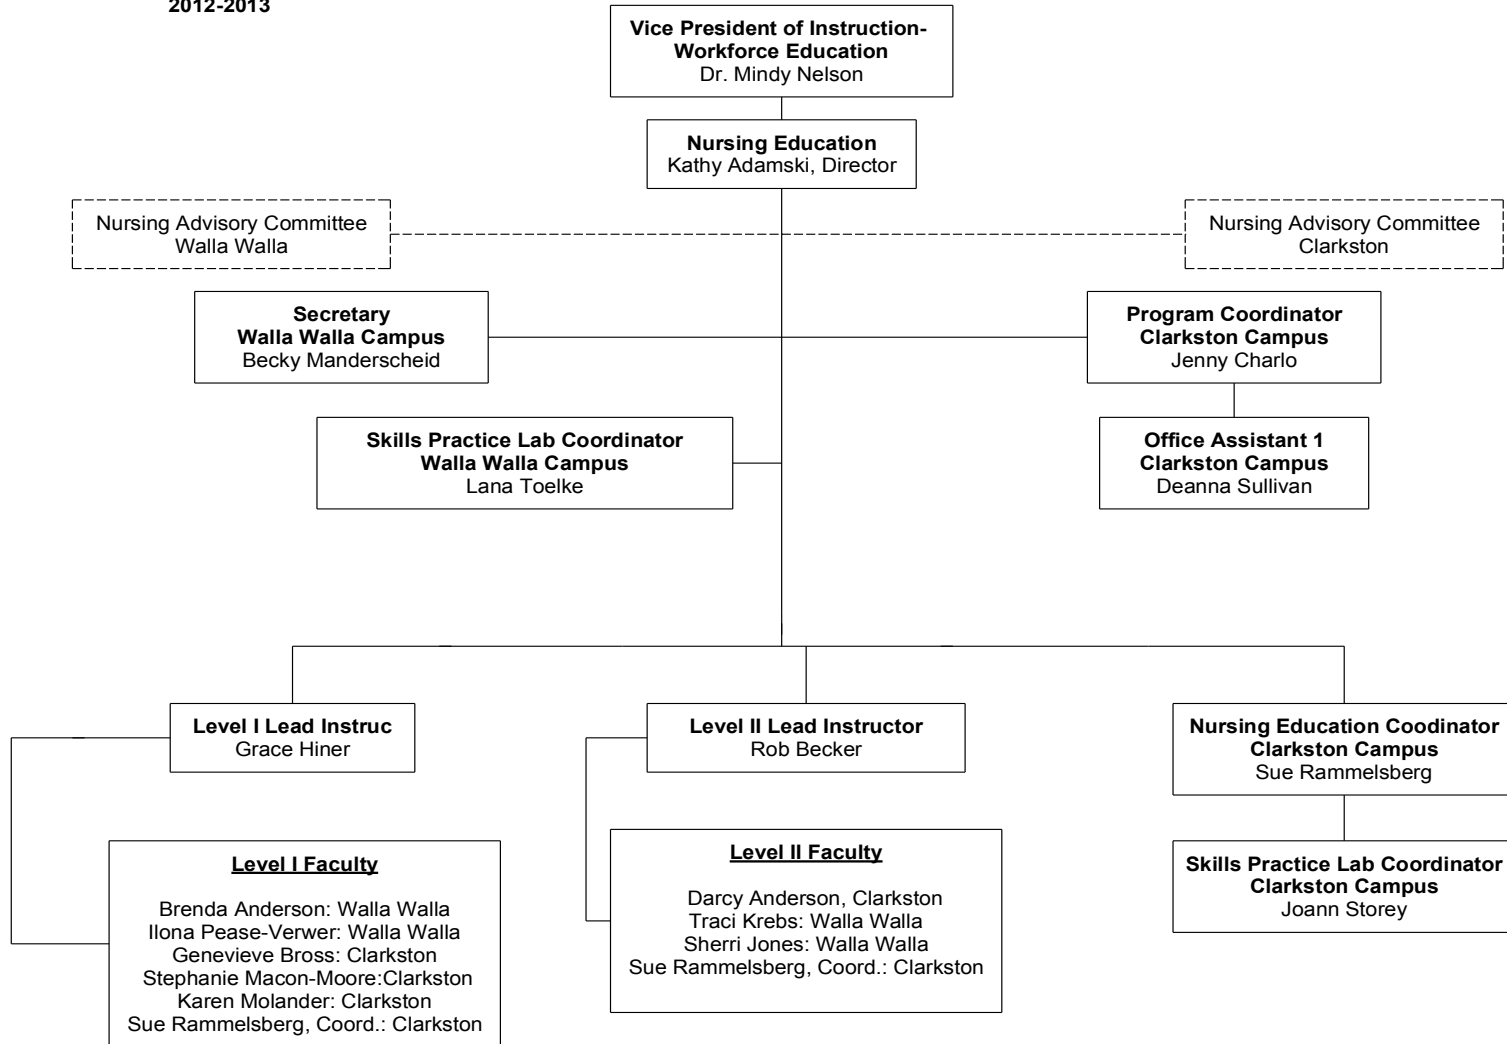 2012-2013
Vice President of Instruction-
Workforce Education
Dr. Mindy Nelson
Nursing Education
Kathy Adamski, Director
Nursing Advisory Committee
Walla Walla
Nursing Advisory Committee
Clarkston
Secretary
Walla Walla Campus
Becky Manderscheid
Program Coordinator
Clarkston Campus
Jenny Charlo
Skills Practice Lab Coordinator
Walla Walla Campus
Lana Toelke
Office Assistant 1
Clarkston Campus
Deanna Sullivan
Level I Lead Instruc
Grace Hiner
Level II Lead Instructor
Rob Becker
Nursing Education Coodinator
Clarkston Campus
Sue Rammelsberg
Level I Faculty
Brenda Anderson: Walla Walla
Ilona Pease-Verwer: Walla Walla
Genevieve Bross: Clarkston
Stephanie Macon-Moore:Clarkston
Karen Molander: Clarkston
Sue Rammelsberg, Coord.: Clarkston
Level II Faculty
Darcy Anderson, Clarkston
Traci Krebs: Walla Walla
Sherri Jones: Walla Walla
Sue Rammelsberg, Coord.: Clarkston
Skills Practice Lab Coordinator
Clarkston Campus
Joann Storey